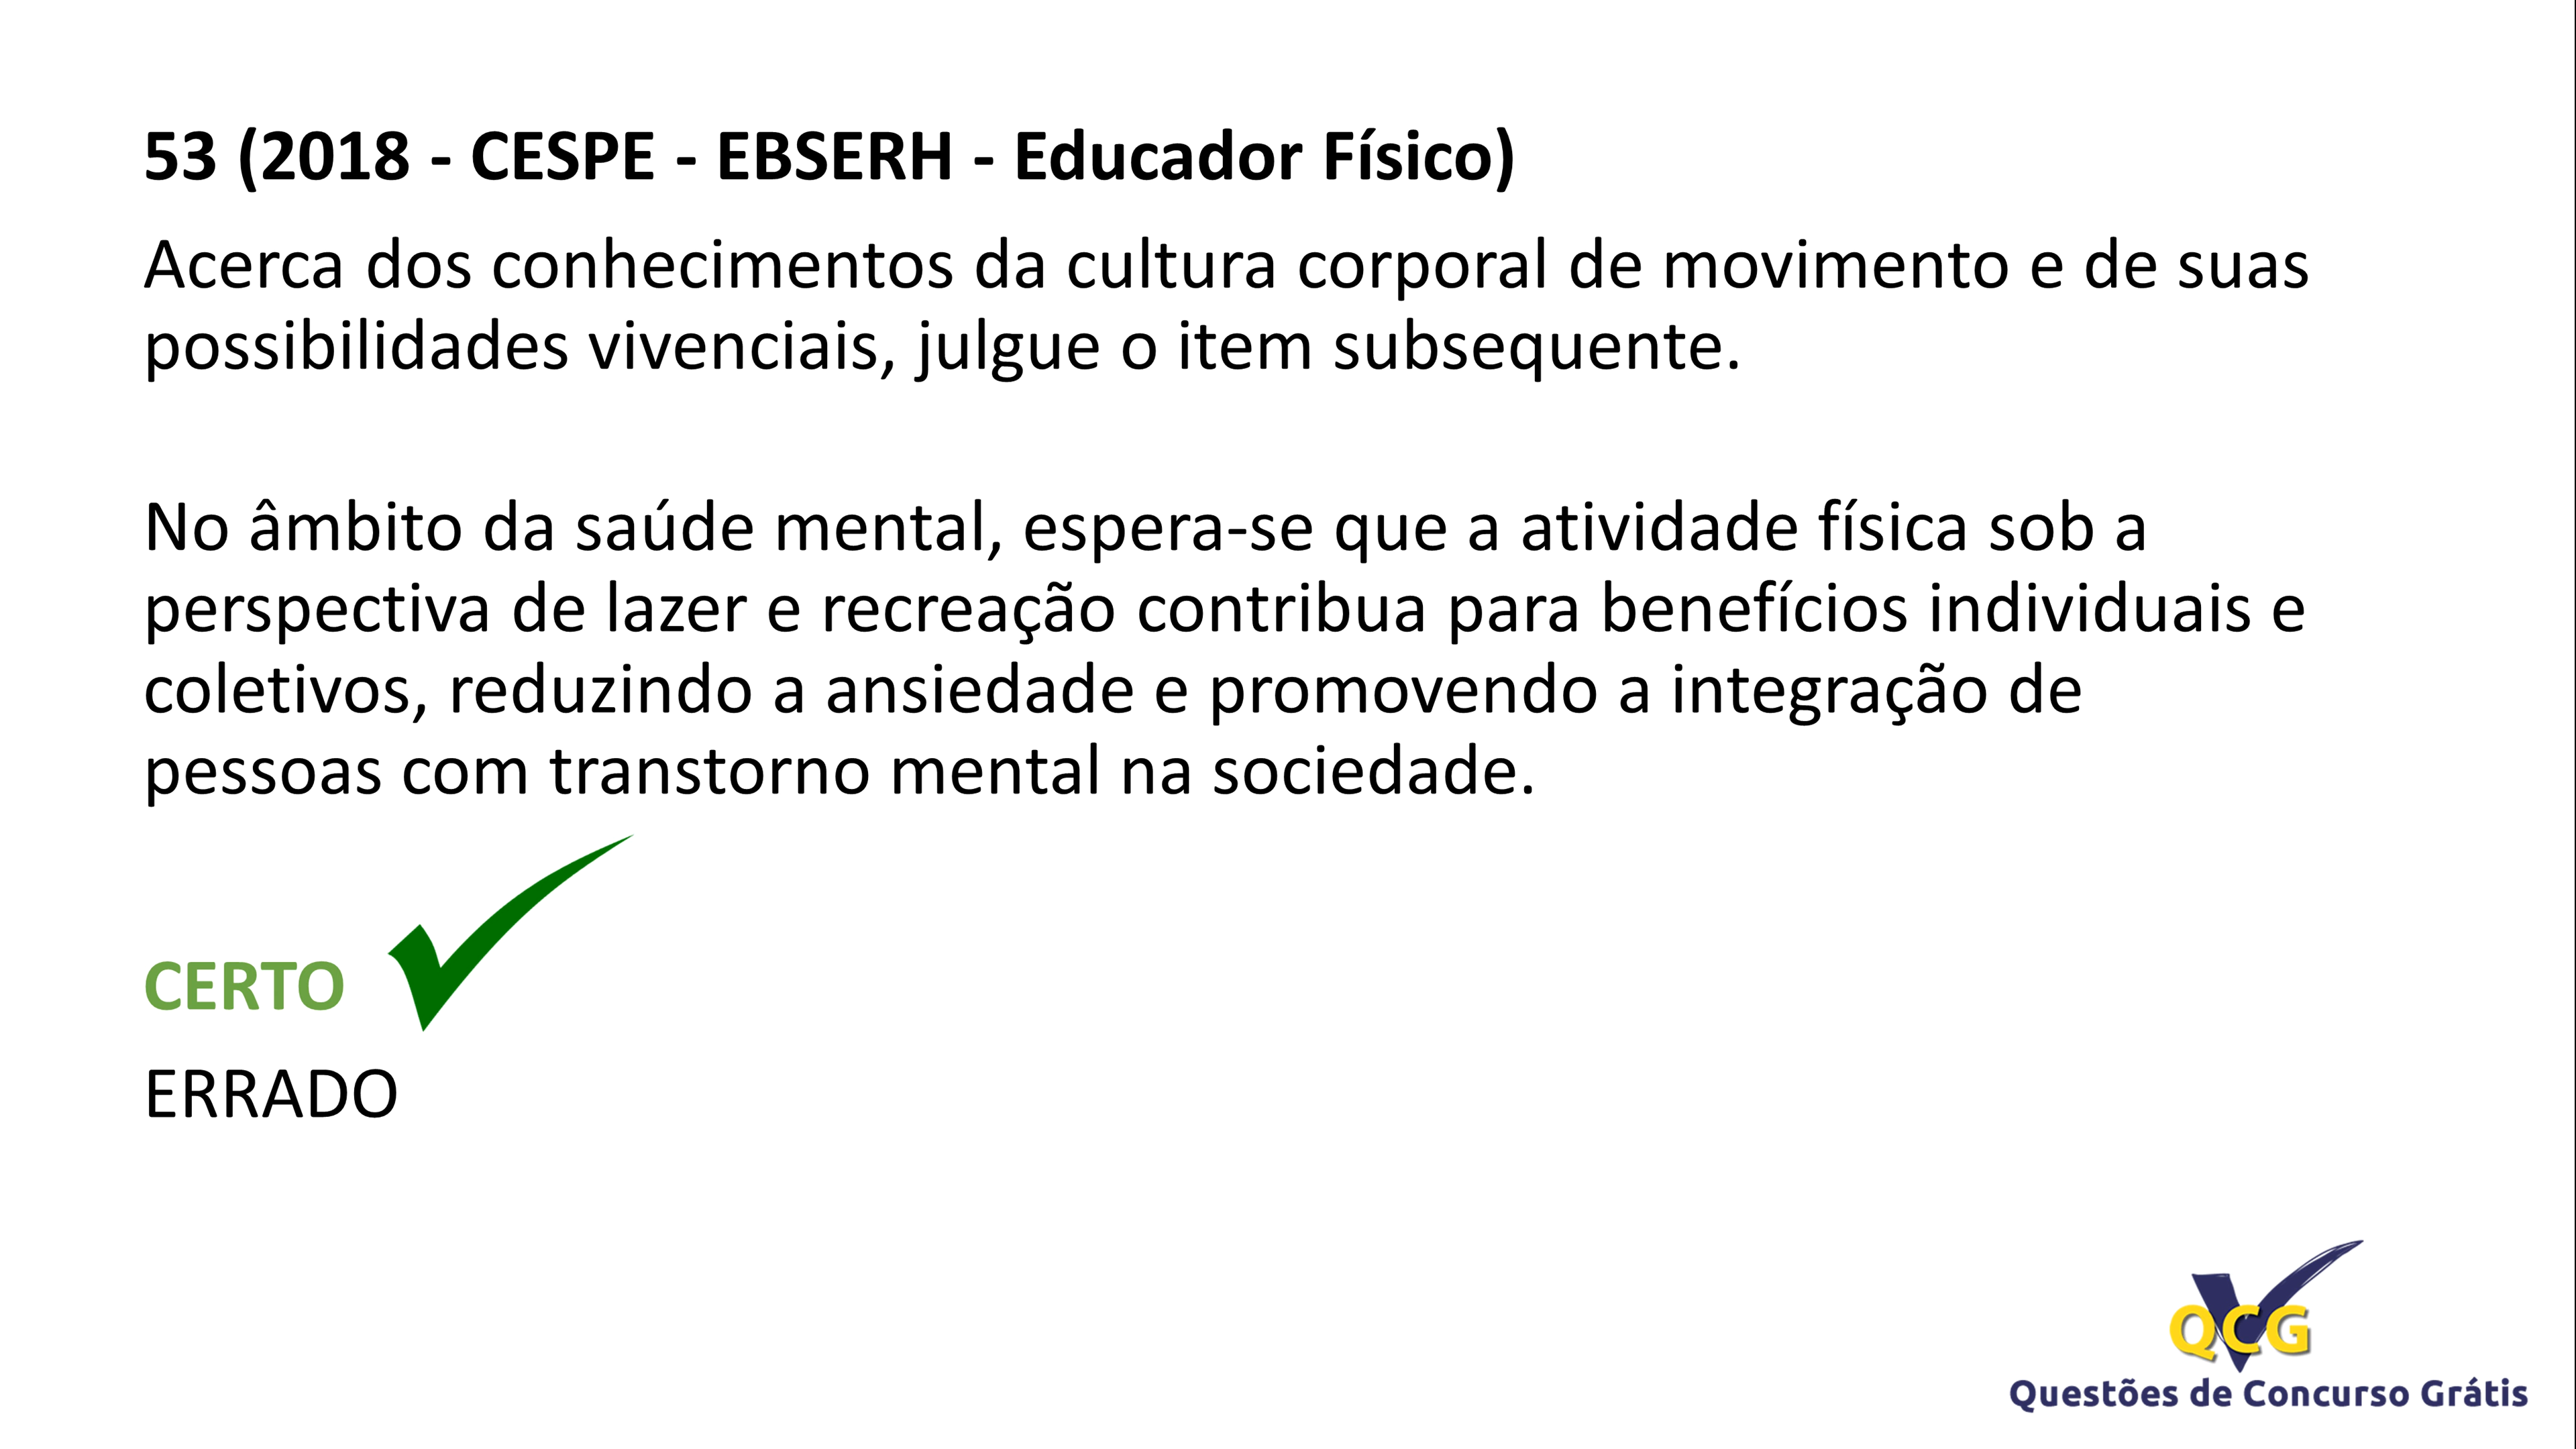 53 (2018 - CESPE - EBSERH - Educador Físico)
Acerca dos conhecimentos da cultura corporal de movimento e de suas
possibilidades vivenciais, julgue o item subsequente.
No âmbito da saúde mental, espera-se que a atividade física sob a
perspectiva de lazer e recreação contribua para benefícios individuais e
coletivos, reduzindo a ansiedade e promovendo a integração de
pessoas com transtorno mental na sociedade.
CERTO
ERRADO
QCG
Questões de Concurso Grátis